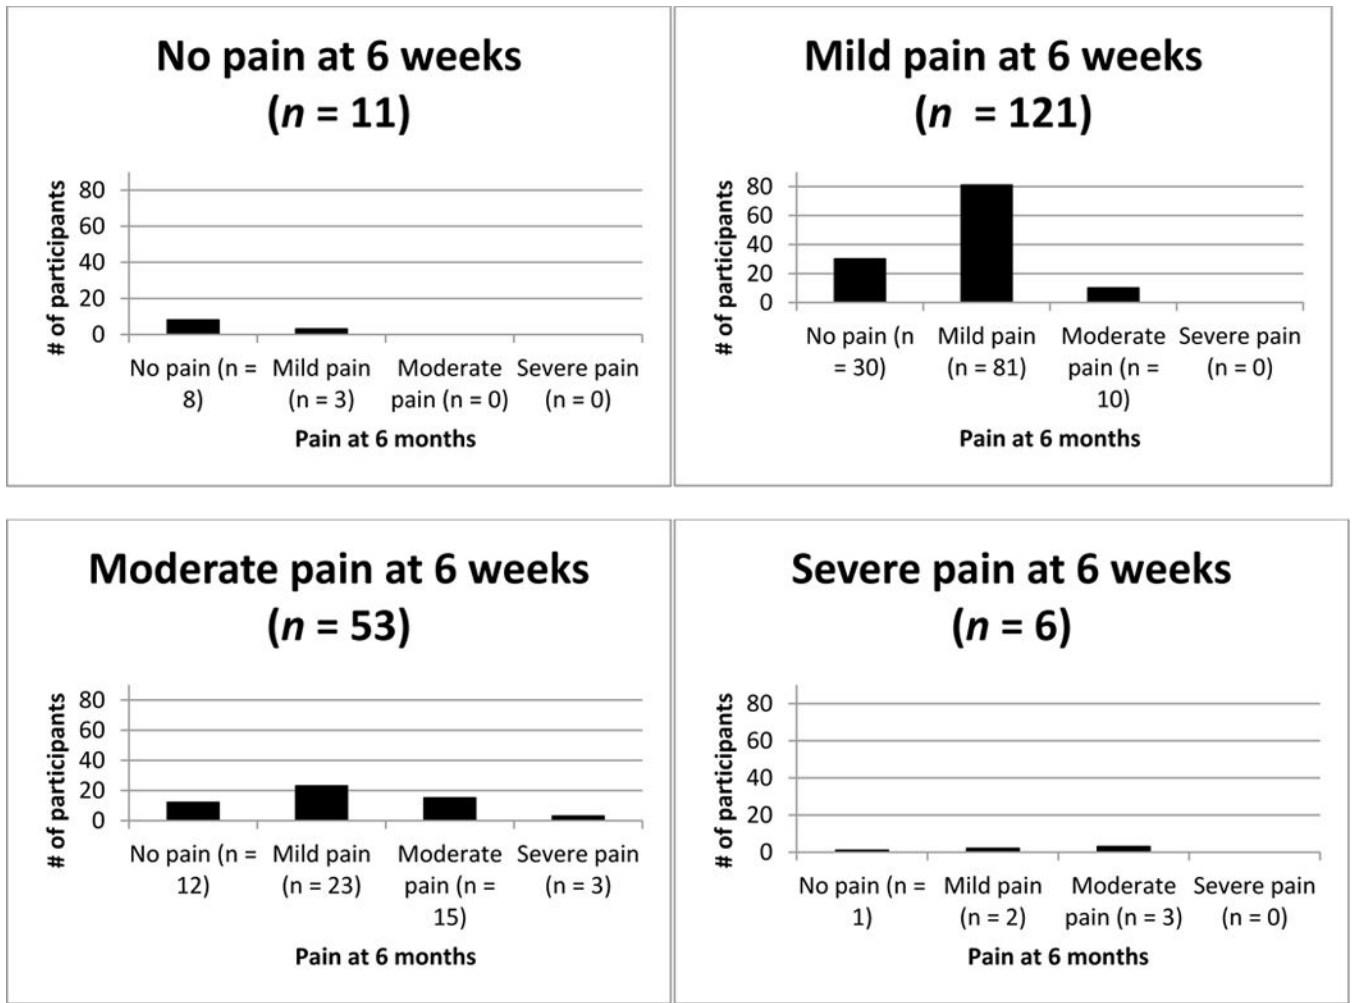 No pain at 6 weeks
(n = 11)
# of participants
80
60
40
20
0
No pain (n = Mild pain Moderate Severe pain
8) (n = 3) pain (n = 0) (n = 0)
Pain at 6 months
Mild pain at 6 weeks
(n = 121)
# of participants
80
60
40
20
0
No pain (n Mild pain Moderate Severe pain
= 30) (n = 81) pain (n = (n = 0)
10)
Pain at 6 months
Moderate pain at 6 weeks
(n = 53)
# of participants
80
60
40
20
0
No pain (n = Mild pain Moderate Severe pain
12) (n = 23) pain (n = (n = 3)
15)
Pain at 6 months
Severe pain at 6 weeks
(n = 6)
# of participants
80
60
40
20
0
No pain (n = Mild pain Moderate Severe pain
1) (n = 2) pain (n = 3) (n = 0)
Pain at 6 months